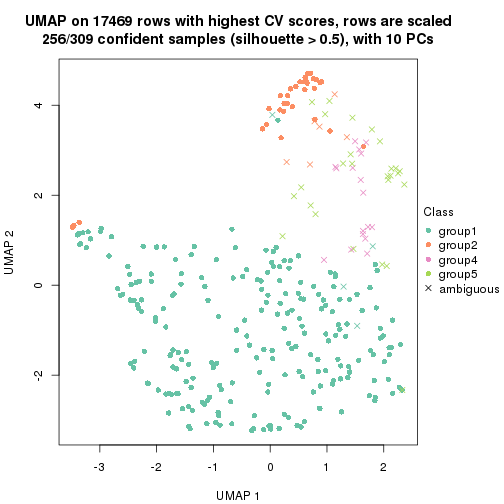 UMAP on 17469 rows with highest CV scores, rows are scaled
256/309 confident samples (silhouette > 0.5), with 10 PCs
4
2
0
-2
UMAP 2
-3
-2
-1
0
1
2
UMAP 1
Class
group1
group2
group4
group5
ambiguous